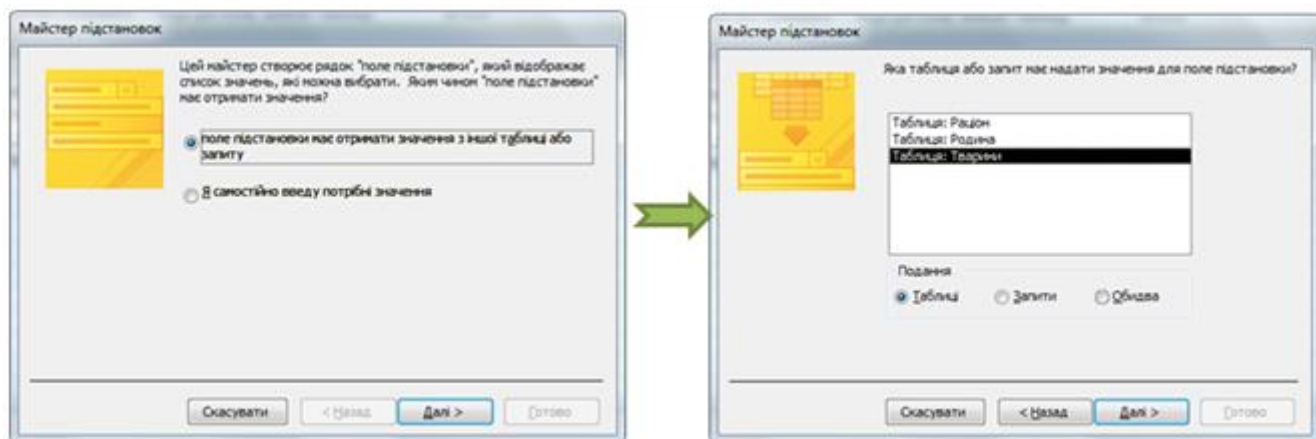 Майстер підстановок
Цей майстер створює рядок "поле підстановки", який відображає
список значень, які можна вибрати. Яким чином "поле підстановки"
має отримати значення?
поле підстановки має отримати значення з іншої таблиці або
запиту
Я самостійно введу потрібні значення
Скасувати
< Назад
Далі >
Готово
Майстер підстановок
Яка таблиця або запит має надати значення для поле підстановки?
Таблиця: Раціон
Таблиця: Родина
Таблиця: Тварини
Подання
Таблиці
Запити
Обидва
Скасувати
< Назад
Далі >
Готово